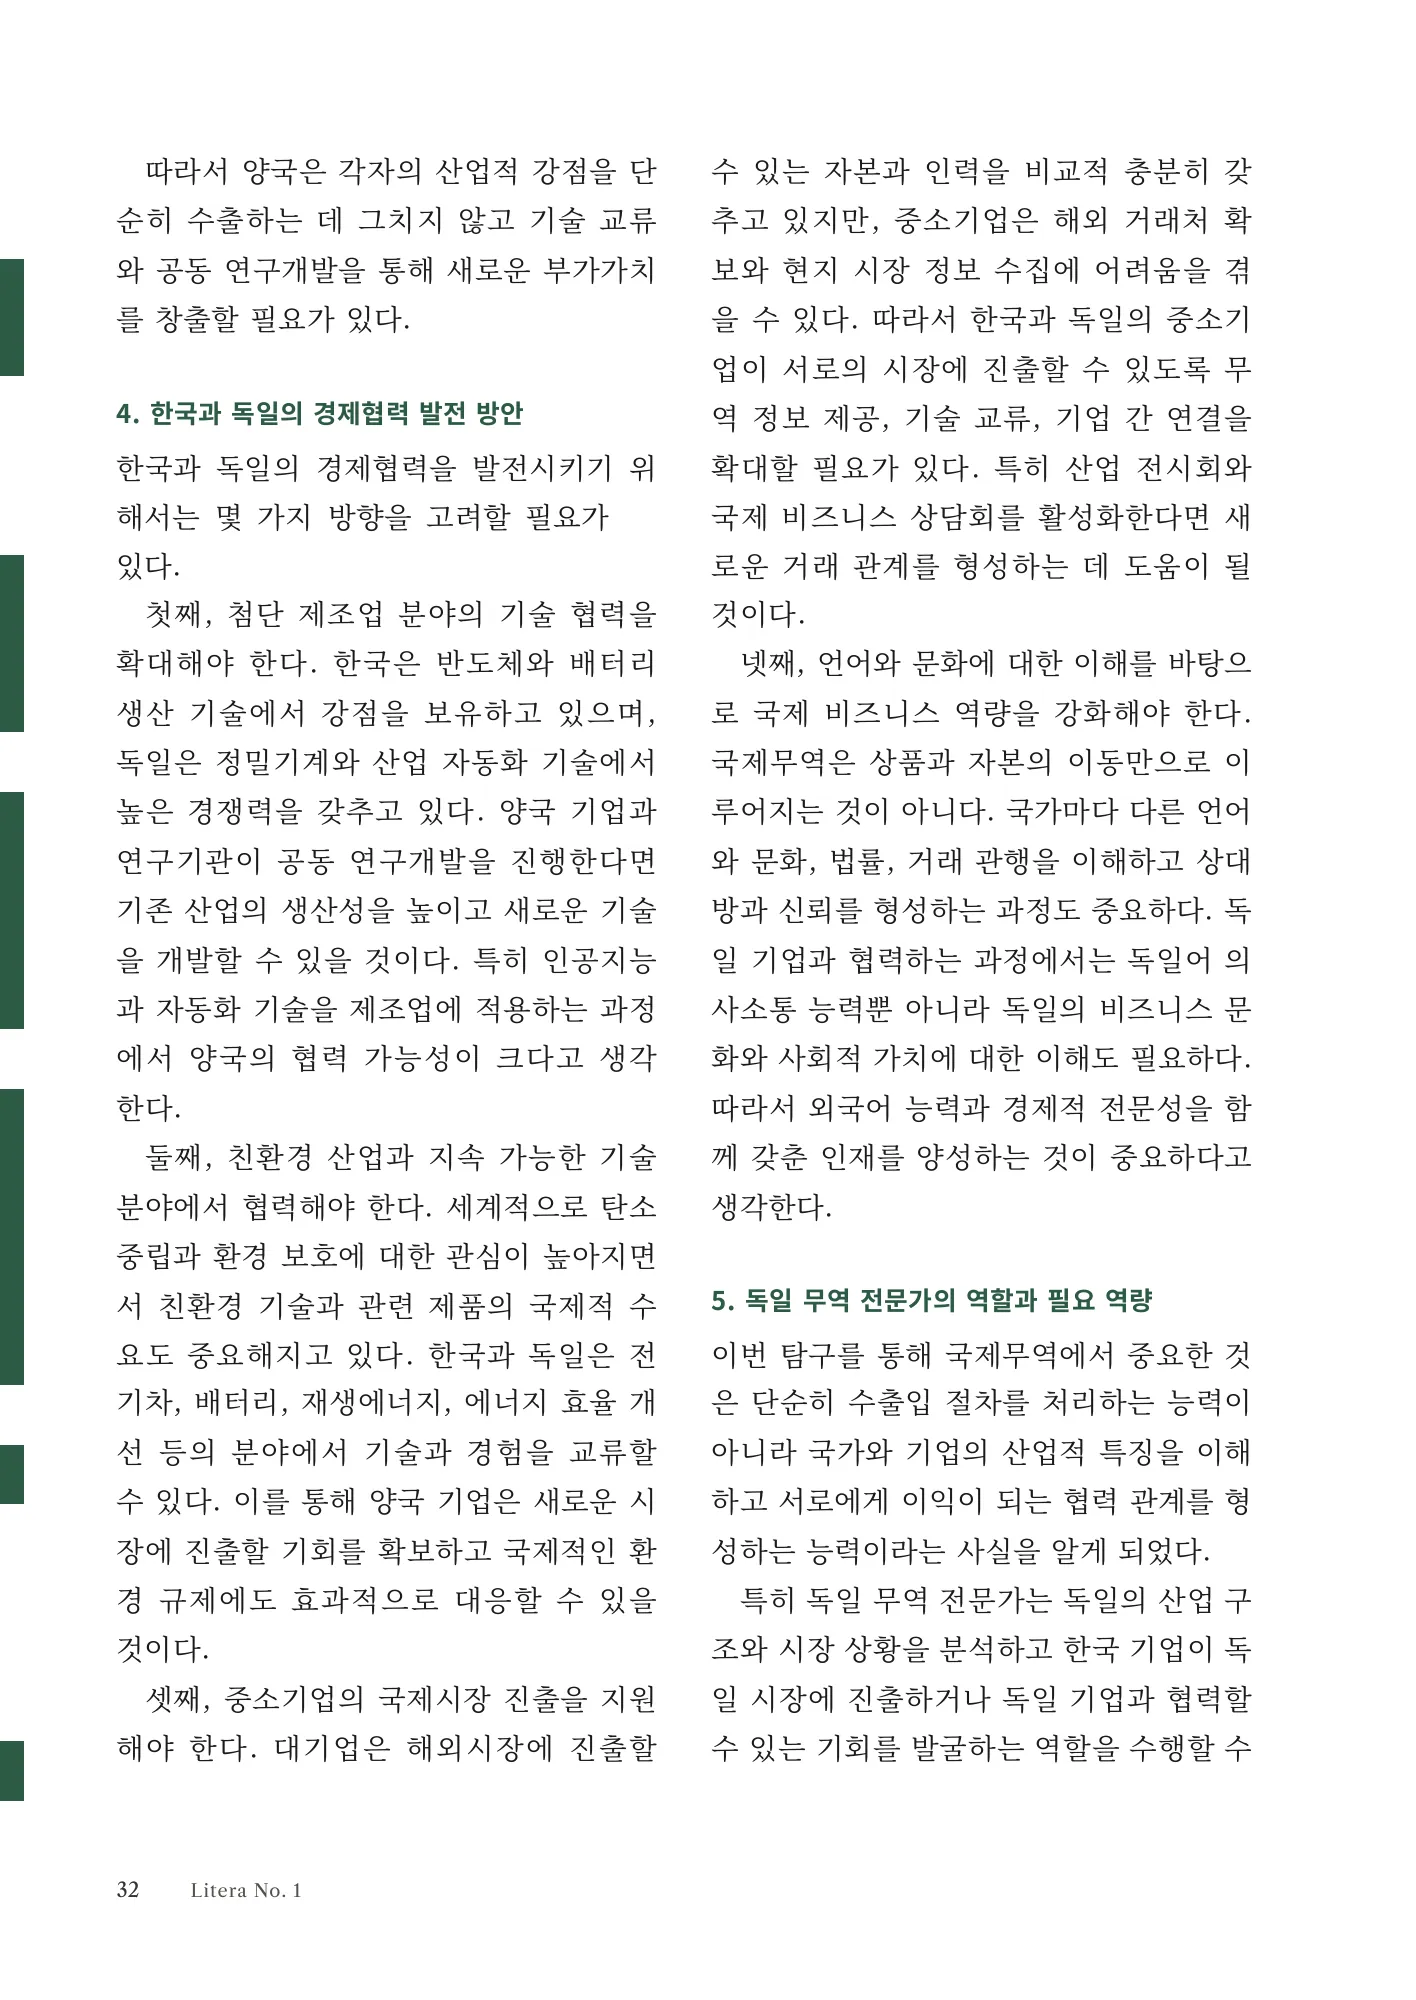 따라서 양국은 각자의 산업적 강점을 단
순히 수출하는 데 그치지 않고 기술 교류
와 공동 연구개발을 통해 새로운 부가가치
를 창출할 필요가 있다.
4. 한국과 독일의 경제협력 발전 방안
한국과 독일의 경제협력을 발전시키기 위
해서는 몇 가지 방향을 고려할 필요가
있다.
첫째, 첨단 제조업 분야의 기술 협력을
확대해야 한다. 한국은 반도체와 배터리
생산 기술에서 강점을 보유하고 있으며,
독일은 정밀기계와 산업 자동화 기술에서
높은 경쟁력을 갖추고 있다. 양국 기업과
연구기관이 공동 연구개발을 진행한다면
기존 산업의 생산성을 높이고 새로운 기술
을 개발할 수 있을 것이다. 특히 인공지능
과 자동화 기술을 제조업에 적용하는 과정
에서 양국의 협력 가능성이 크다고 생각
한다.
둘째, 친환경 산업과 지속 가능한 기술
분야에서 협력해야 한다. 세계적으로 탄소
중립과 환경 보호에 대한 관심이 높아지면
서 친환경 기술과 관련 제품의 국제적 수
요도 중요해지고 있다. 한국과 독일은 전
기차, 배터리, 재생에너지, 에너지 효율 개
선 등의 분야에서 기술과 경험을 교류할
수 있다. 이를 통해 양국 기업은 새로운 시
장에 진출할 기회를 확보하고 국제적인 환
경 규제에도 효과적으로 대응할 수 있을
것이다.
셋째, 중소기업의 국제시장 진출을 지원
해야 한다. 대기업은 해외시장에 진출할
수 있는 자본과 인력을 비교적 충분히 갖
추고 있지만, 중소기업은 해외 거래처 확
보와 현지 시장 정보 수집에 어려움을 겪
을 수 있다. 따라서 한국과 독일의 중소기
업이 서로의 시장에 진출할 수 있도록 무
역 정보 제공, 기술 교류, 기업 간 연결을
확대할 필요가 있다. 특히 산업 전시회와
국제 비즈니스 상담회를 활성화한다면 새
로운 거래 관계를 형성하는 데 도움이 될
것이다.
넷째, 언어와 문화에 대한 이해를 바탕으
로 국제 비즈니스 역량을 강화해야 한다.
국제무역은 상품과 자본의 이동만으로 이
루어지는 것이 아니다. 국가마다 다른 언어
와 문화, 법률, 거래 관행을 이해하고 상대
방과 신뢰를 형성하는 과정도 중요하다. 독
일 기업과 협력하는 과정에서는 독일어 의
사소통 능력뿐 아니라 독일의 비즈니스 문
화와 사회적 가치에 대한 이해도 필요하다.
따라서 외국어 능력과 경제적 전문성을 함
께 갖춘 인재를 양성하는 것이 중요하다고
생각한다.
5. 독일 무역 전문가의 역할과 필요 역량
이번 탐구를 통해 국제무역에서 중요한 것
은 단순히 수출입 절차를 처리하는 능력이
아니라 국가와 기업의 산업적 특징을 이해
하고 서로에게 이익이 되는 협력 관계를 형
성하는 능력이라는 사실을 알게 되었다.
특히 독일 무역 전문가는 독일의 산업 구
조와 시장 상황을 분석하고 한국 기업이 독
일 시장에 진출하거나 독일 기업과 협력할
수 있는 기회를 발굴하는 역할을 수행할 수
32 Litera No. 1